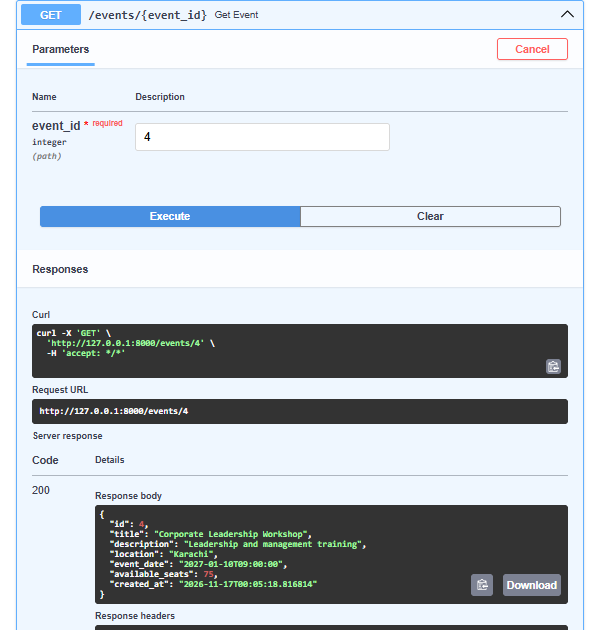 GET /events/{event_id} Get Event
Parameters Cancel
Name Description
event_id * required
integer
(path)
4
Execute Clear
Responses
Curl
curl -X 'GET' \
'http://127.0.0.1:8000/events/4' \
-H 'accept: */*'
Request URL
http://127.0.0.1:8000/events/4
Server response
Code Details
200
Response body
{
"id": 4,
"title": "Corporate Leadership Workshop",
"description": "Leadership and management training",
"location": "Karachi",
"event_date": "2027-01-10T09:00:00",
"available_seats": 75,
"created_at": "2026-11-17T00:05:18.816814"
}
Download
Response headers